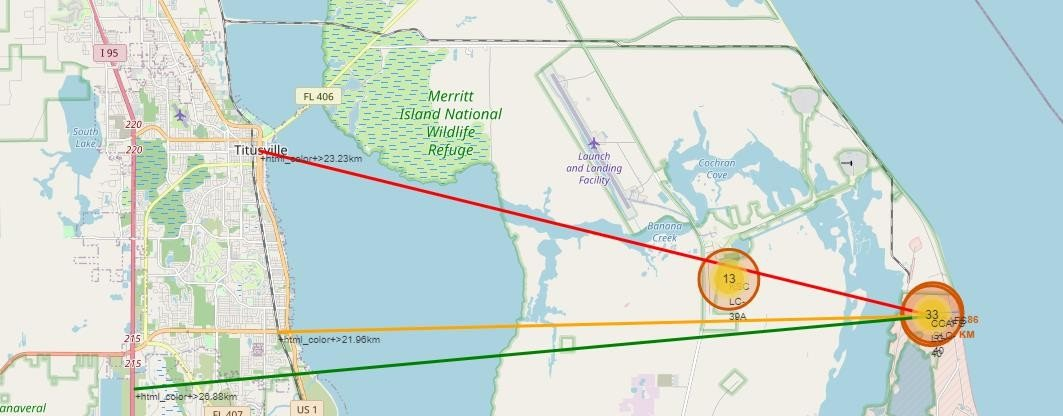 I 95
FL 406
Merritt
Island National
Wildlife
Refuge
220
South
Lake
220
Titusville
+html_color+>23.23km
Launch
and Landing
Facility
Cochran
Cove
Banana
Creek
13
LC-
39A
33
+html_color+>21.96km
KM
215
215
+html_color+>26.88km
anaveral
FL 407
US 1